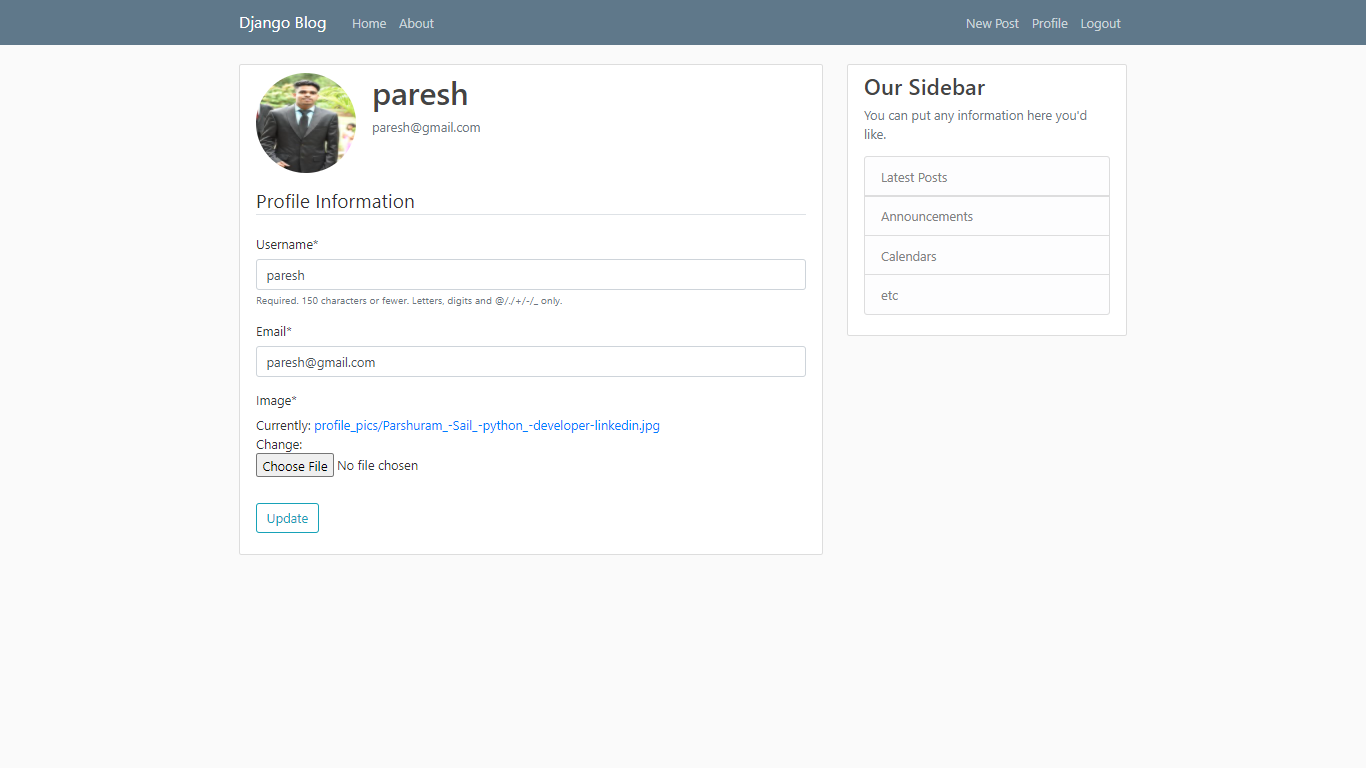 Django Blog Home About New Post Profile Logout
paresh
paresh@gmail.com
Profile Information
Username*
paresh
Required. 150 characters or fewer. Letters, digits and @/./+/-/_ only.
Email*
paresh@gmail.com
Image*
Currently: profile_pics/Parshuram_-Sail_-python_-developer-linkedin.jpg
Change:
Choose File No file chosen
Update
Our Sidebar
You can put any information here you'd
like.
Latest Posts
Announcements
Calendars
etc